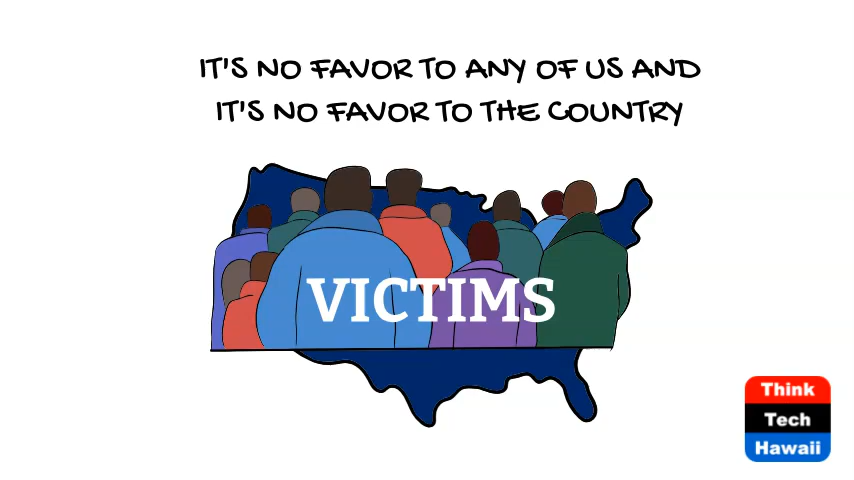 IT'S NO FAVOR TO ANY OF US AND
IT'S NO FAVOR TO THE COUNTRY
VICTIMS
Think
Tech
Hawaii